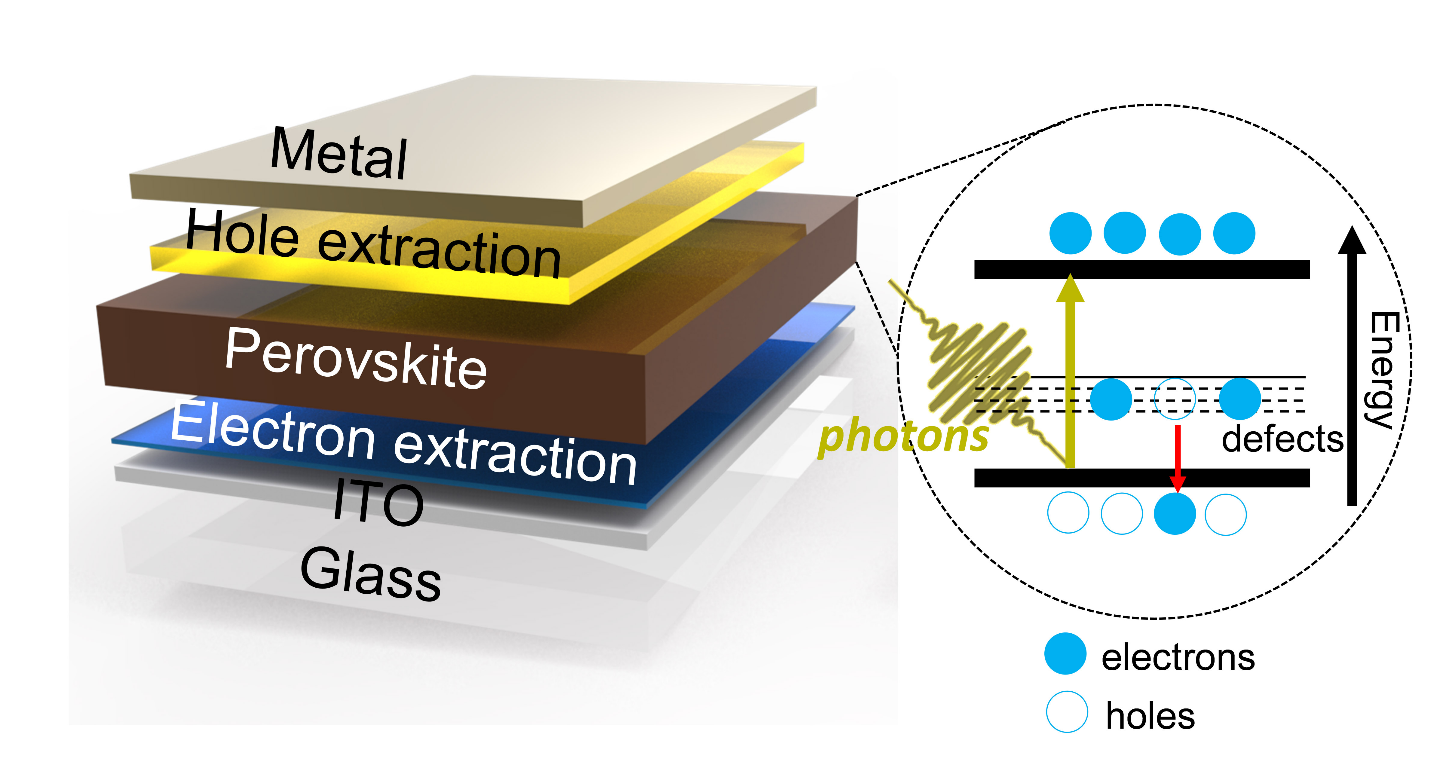 Metal
Hole extraction
Perovskite
Electron extraction
ITO
Glass
photons
defects
Energy
electrons
holes